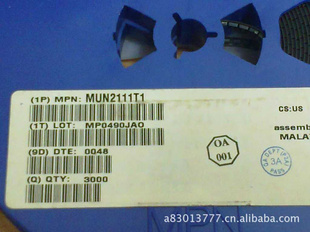 (1P) MPN: MUN2111T1
(1T) LOT: MP0490JAO
(9D) DTE: 0048
(Q) QTY: 3000
OA
001
CS:US
assemb
MALA
3A
PASS
a83013777.cn.alibaba.com